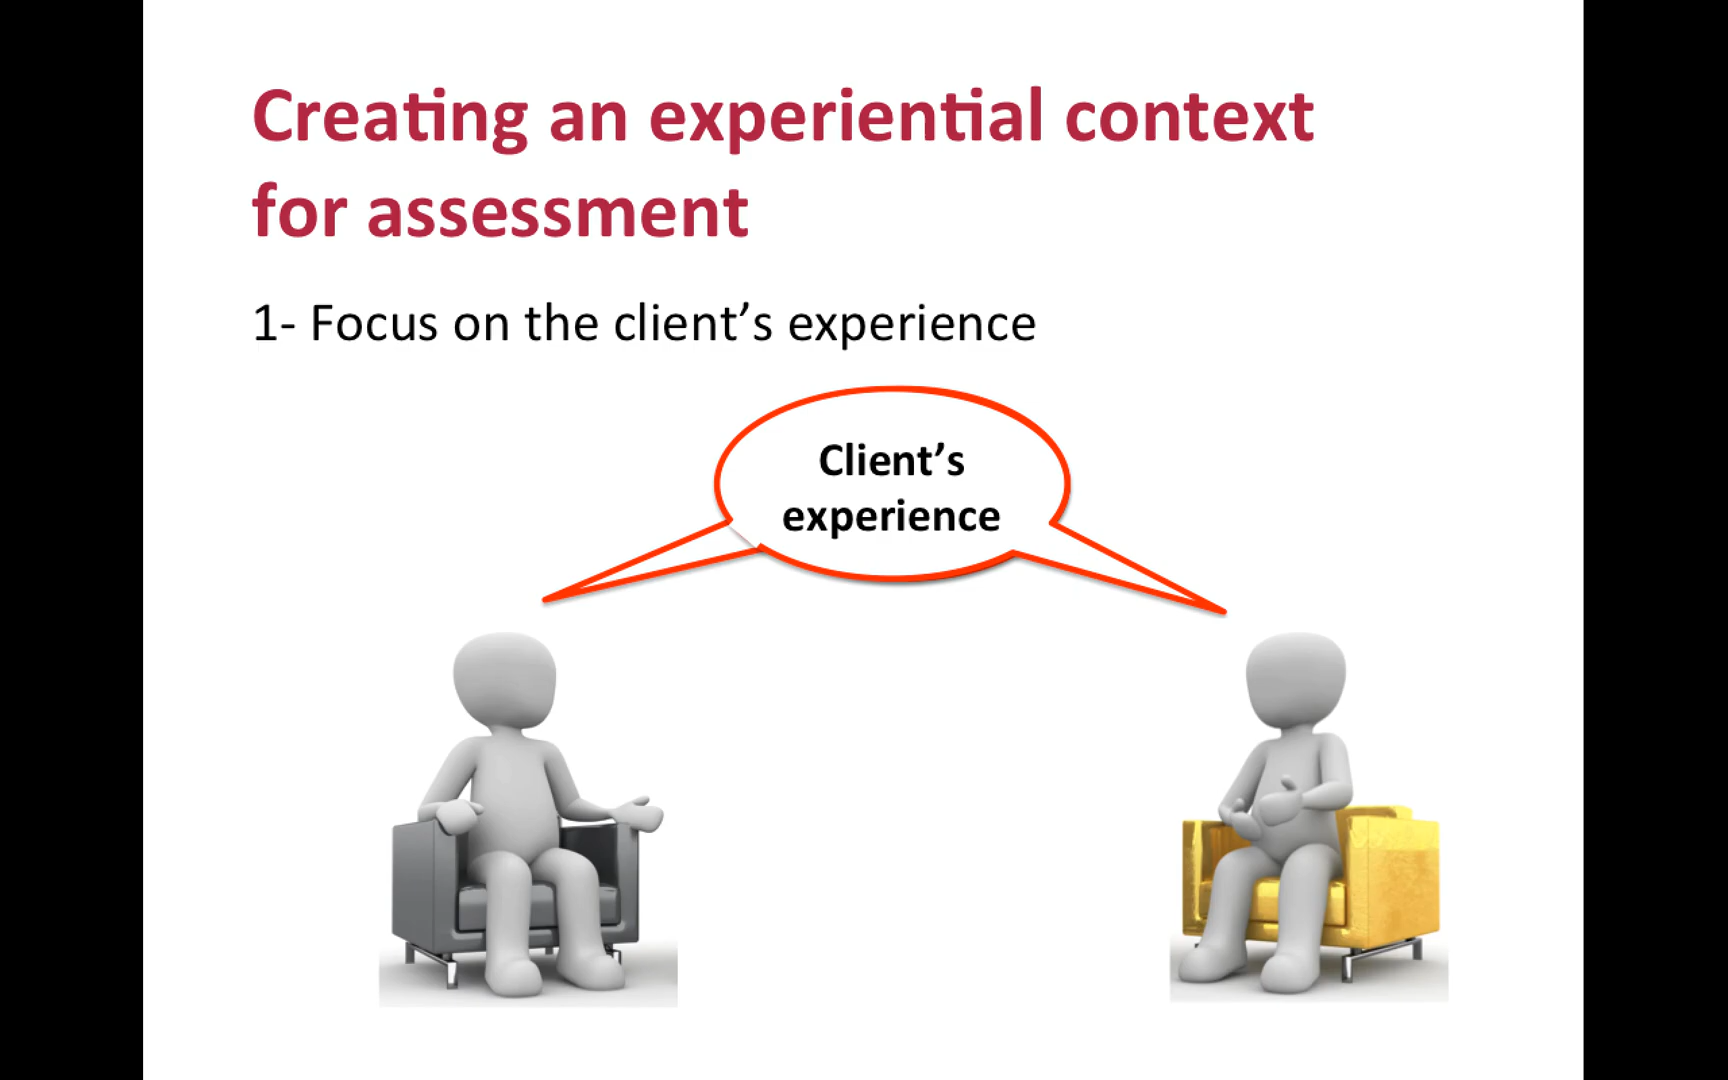 Creating an experiential context
for assessment
1- Focus on the client’s experience
Client’s
experience